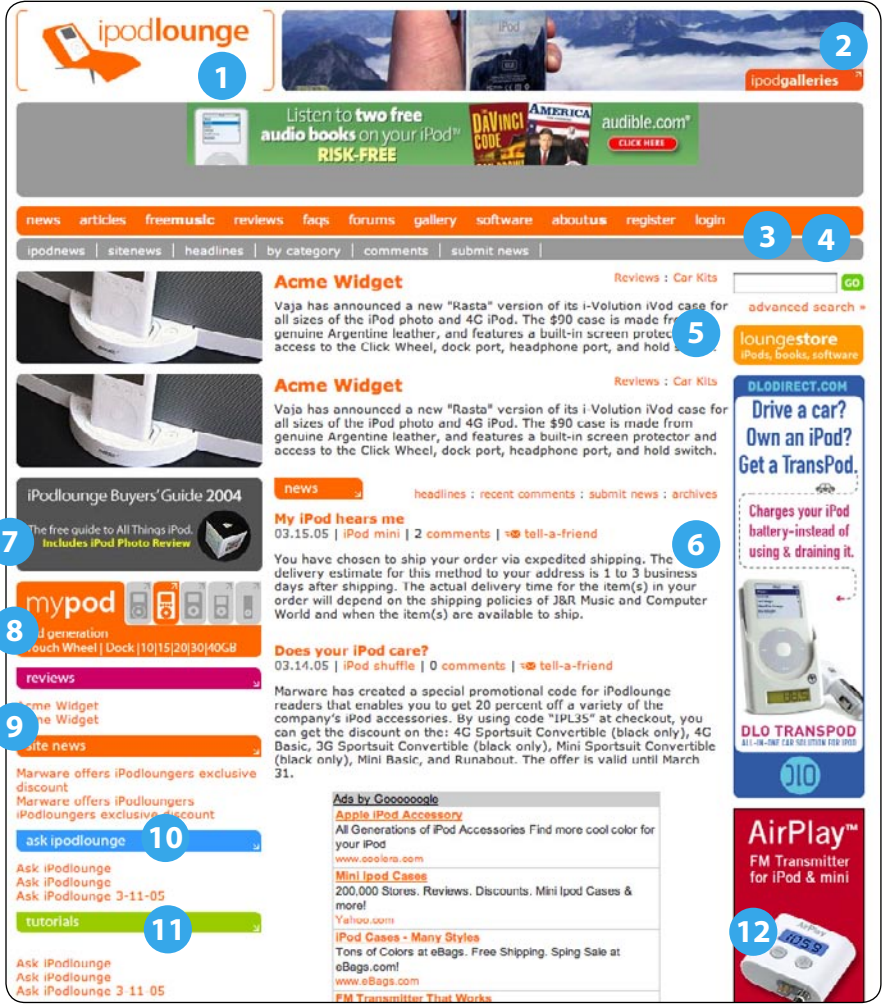 ipodlounge
1
iPod
2
ipodgalleries
Listen to two free
audio books on your iPod™
RISK-FREE
DAVINCI
CODE
AMERICA
audible.com®
CLICK HERE
news articles freemusic reviews faqs forums gallery software aboutus register login
3
4
ipodnews | sitenews | headlines | by category | comments | submit news |
Acme Widget
Reviews : Car Kits
Vaja has announced a new "Rasta" version of its i-Volution iVod case for
all sizes of the iPod photo and 4G iPod. The $90 case is made
genuine Argentine leather, and features a built-in screen
access to the Click Wheel, dock port, headphone port, and hold
5
GO
advanced search »
loungestore
iPods, books, software
Acme Widget
Reviews : Car Kits
Vaja has announced a new "Rasta" version of its i-Volution iVod case for
all sizes of the iPod photo and 4G iPod. The $90 case is made from
genuine Argentine leather, and features a built-in screen protector and
access to the Click Wheel, dock port, headphone port, and hold switch.
news
headlines : recent comments : submit news : archives
My iPod hears me
03.15.05 | iPod mini | 2 comments | tell-a-friend
6
You have chosen to ship your order via expedited shipping. The
delivery estimate for this method to your address is 1 to 3 business
days after shipping. The actual delivery time for the item(s) in your
order will depend on the shipping policies of J&R Music and Computer
World and when the item(s) are available to ship.
Does your iPod care?
03.14.05 | iPod shuffle | 0 comments | tell-a-friend
Marware has created a special promotional code for iPodlounge
readers that enables you to get 20 percent off a variety of the
company's iPod accessories. By using code "IPL35" at checkout, you
can get the discount on the: 4G Sportsuit Convertible (black only), 4G
Basic, 3G Sportsuit Convertible (black only), Mini Sportsuit Convertible
(black only), Mini Basic, and Runabout. The offer is valid until March
31.
Ads by Goooooogle
Apple iPod Accessory
All Generations of iPod Accessories Find more cool color for
your iPod
www.coolora.com
Mini Ipod Cases
200,000 Stores. Reviews. Discounts. Mini Ipod Cases &
more!
Yahoo.com
iPod Cases - Many Styles
Tons of Colors at eBags. Free Shipping. Sping Sale at
eBags.com!
www.eBags.com
FM Transmitter That Works
iPodlounge Buyers' Guide 2004
7
The free guide to All Things iPod.
Includes iPod Photo Review
mypod
8
generation
Touch Wheel | Dock |10|15|20|30|40GB
reviews
Acme Widget
Widget
9
site news
Marware offers iPodloungers exclusive
discount
Marware offers iPodloungers
iPodloungers exclusive discount
ask ipodlounge
10
Ask iPodlounge
Ask iPodlounge
Ask iPodlounge 3-11-05
tutorials
11
Ask iPodlounge
Ask iPodlounge
Ask iPodlounge 3-11-05
DLODIRECT.COM
Drive a car?
Own an iPod?
Get a TransPod.
Charges your iPod
battery-instead of
using & draining it.
DLO TRANSPOD
ALL-IN-ONE CAR SOLUTION FOR IPOD
DLO
AirPlay™
FM Transmitter
for iPod & mini
12
AirPlay
105.9